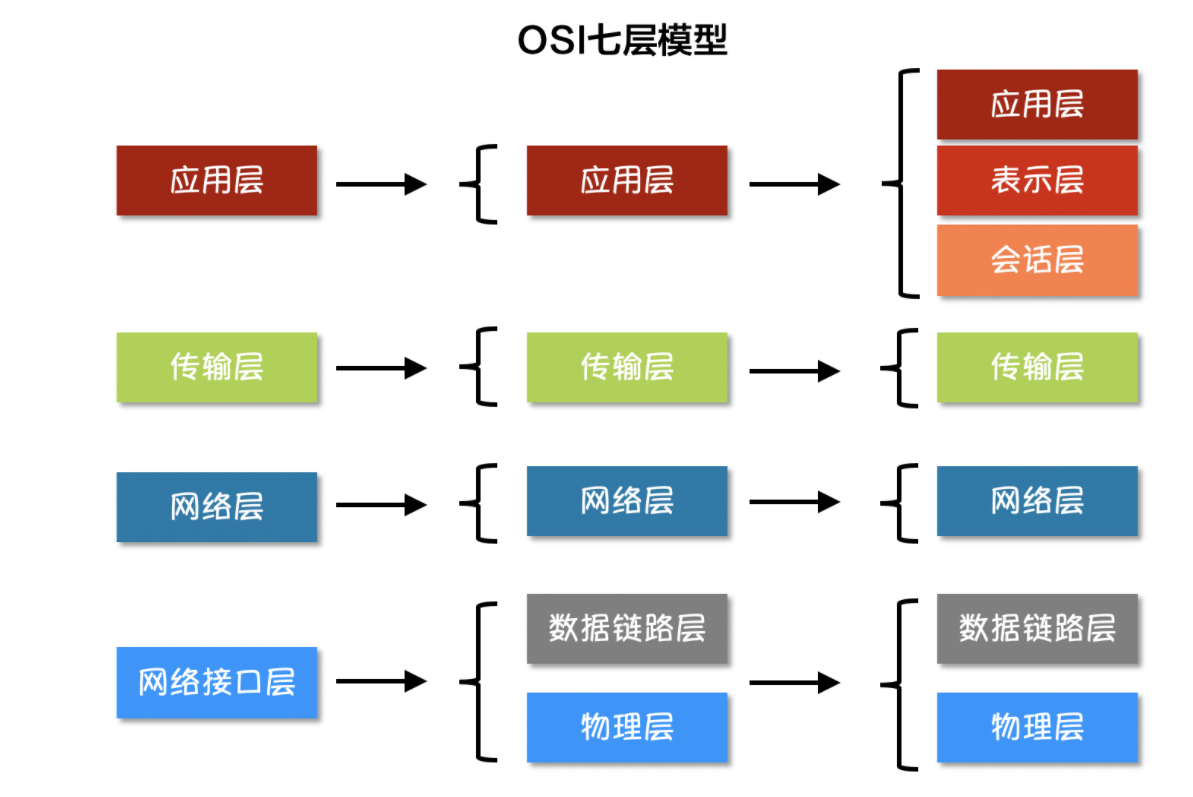 OSI七层模型
应用层
应用层
应用层
表示层
会话层
传输层
传输层
传输层
网络层
网络层
网络层
网络接口层
数据链路层
物理层
数据链路层
物理层